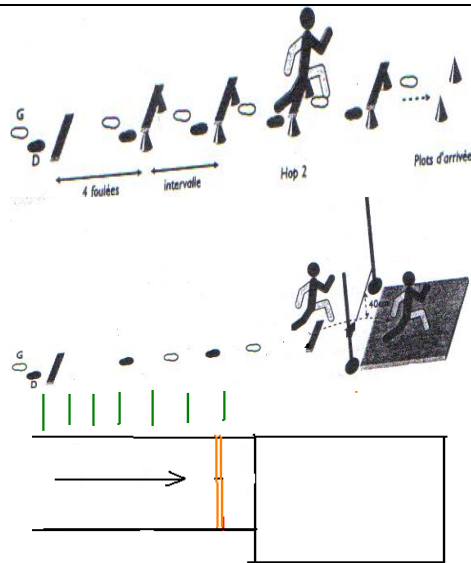 G
D
4 foulées
intervalle
Hop 2
Plots d'arrivée
40cm
G
D